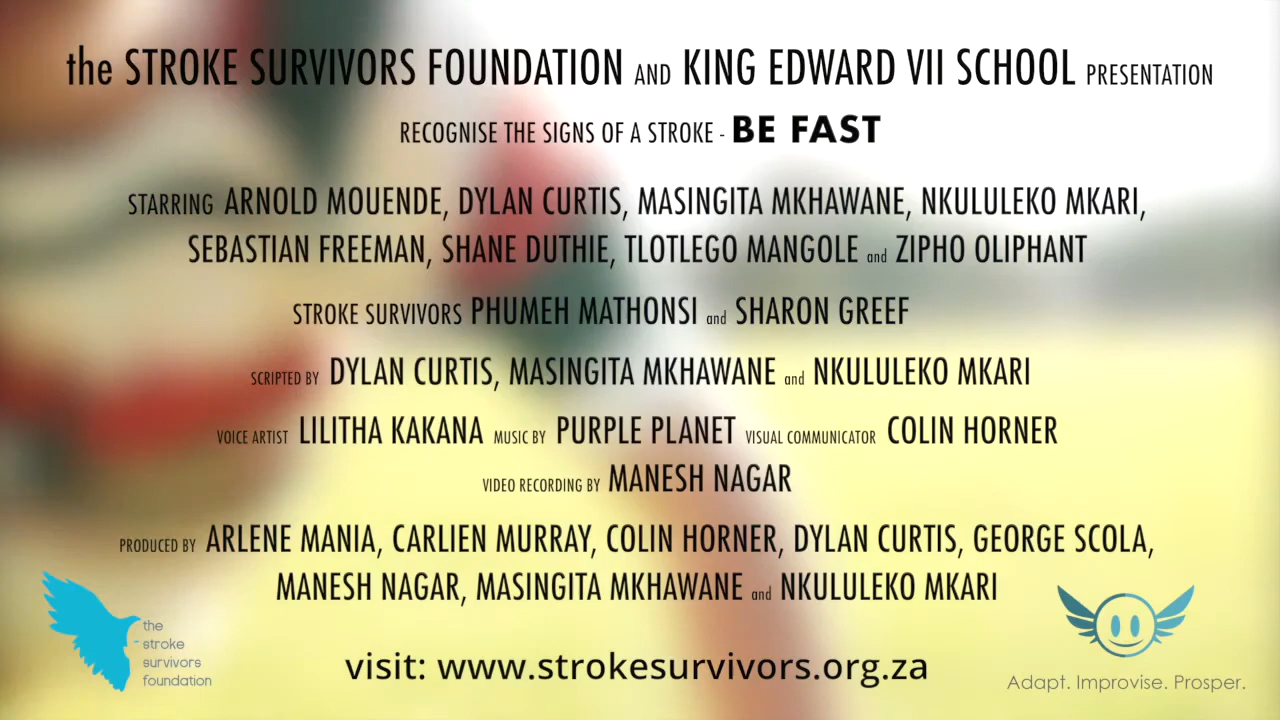 the STROKE SURVIVORS FOUNDATION AND KING EDWARD VII SCHOOL PRESENTATION
RECOGNISE THE SIGNS OF A STROKE - BE FAST
STARRING ARNOLD MOUENDE, DYLAN CURTIS, MASINGITA MKHAWANE, NKULULEKO MKARI,
SEBASTIAN FREEMAN, SHANE DUTHIE, TLOTLEGO MANGOLE and ZIPHO OLIPHANT
STROKE SURVIVORS PHUMEH MATHONSI and SHARON GREEF
SCRIPTED BY DYLAN CURTIS, MASINGITA MKHAWANE and NKULULEKO MKARI
VOICE ARTIST LILITHA KAKANA MUSIC BY PURPLE PLANET VISUAL COMMUNICATOR COLIN HORNER
VIDEO RECORDING BY MANESH NAGAR
PRODUCED BY ARLENE MANIA, CARLIEN MURRAY, COLIN HORNER, DYLAN CURTIS, GEORGE SCOLA,
MANESH NAGAR, MASINGITA MKHAWANE and NKULULEKO MKARI
the
stroke
survivors
foundation
visit: www.strokesurvivors.org.za
Adapt. Improvise. Prosper.